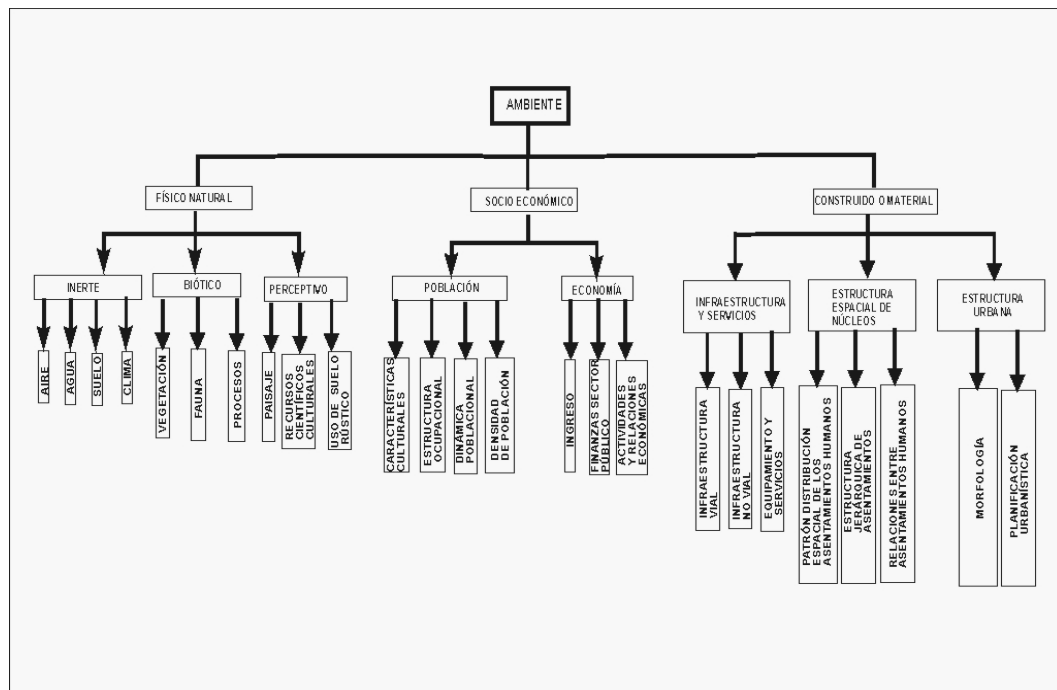 AMBIENTE
FÍSICO NATURAL
SOCIO ECONÓMICO
CONSTRUIDO O MATERIAL
INERTE
BIÓTICO
PERCEPTIVO
POBLACIÓN
ECONOMÍA
INFRAESTRUCTURA
Y SERVICIOS
ESTRUCTURA
ESPACIAL DE
NÚCLEOS
ESTRUCTURA
URBANA
AIRE
AGUA
SUELO
CLIMA
VEGETACIÓN
FAUNA
PROCESOS
PAISAJE
RECURSOS
CIENTÍFICOS
CULTURALES
USO DE SUELO
RÚSTICO
CARACTERÍSTICAS
CULTURALES
ESTRUCTURA
OCUPACIONAL
DINÁMICA
POBLACIONAL
DENSIDAD
DE POBLACIÓN
INGRESO
FINANZAS SECTOR
PÚBLICO
ACTIVIDADES
Y RELACIONES
ECONÓMICAS
INFRAESTRUCTURA
VIAL
INFRAESTRUCTURA
NO VIAL
EQUIPAMIENTO Y
SERVICIOS
PATRÓN DISTRIBUCIÓN
ESPACIAL DE LOS
ASENTAMIENTOS HUMANOS
ESTRUCTURA
JERÁRQUICA DE
ASENTAMIENTOS
RELACIONES ENTRE
ASENTAMIENTOS HUMANOS
MORFOLOGÍA
PLANIFICACIÓN
URBANÍSTICA